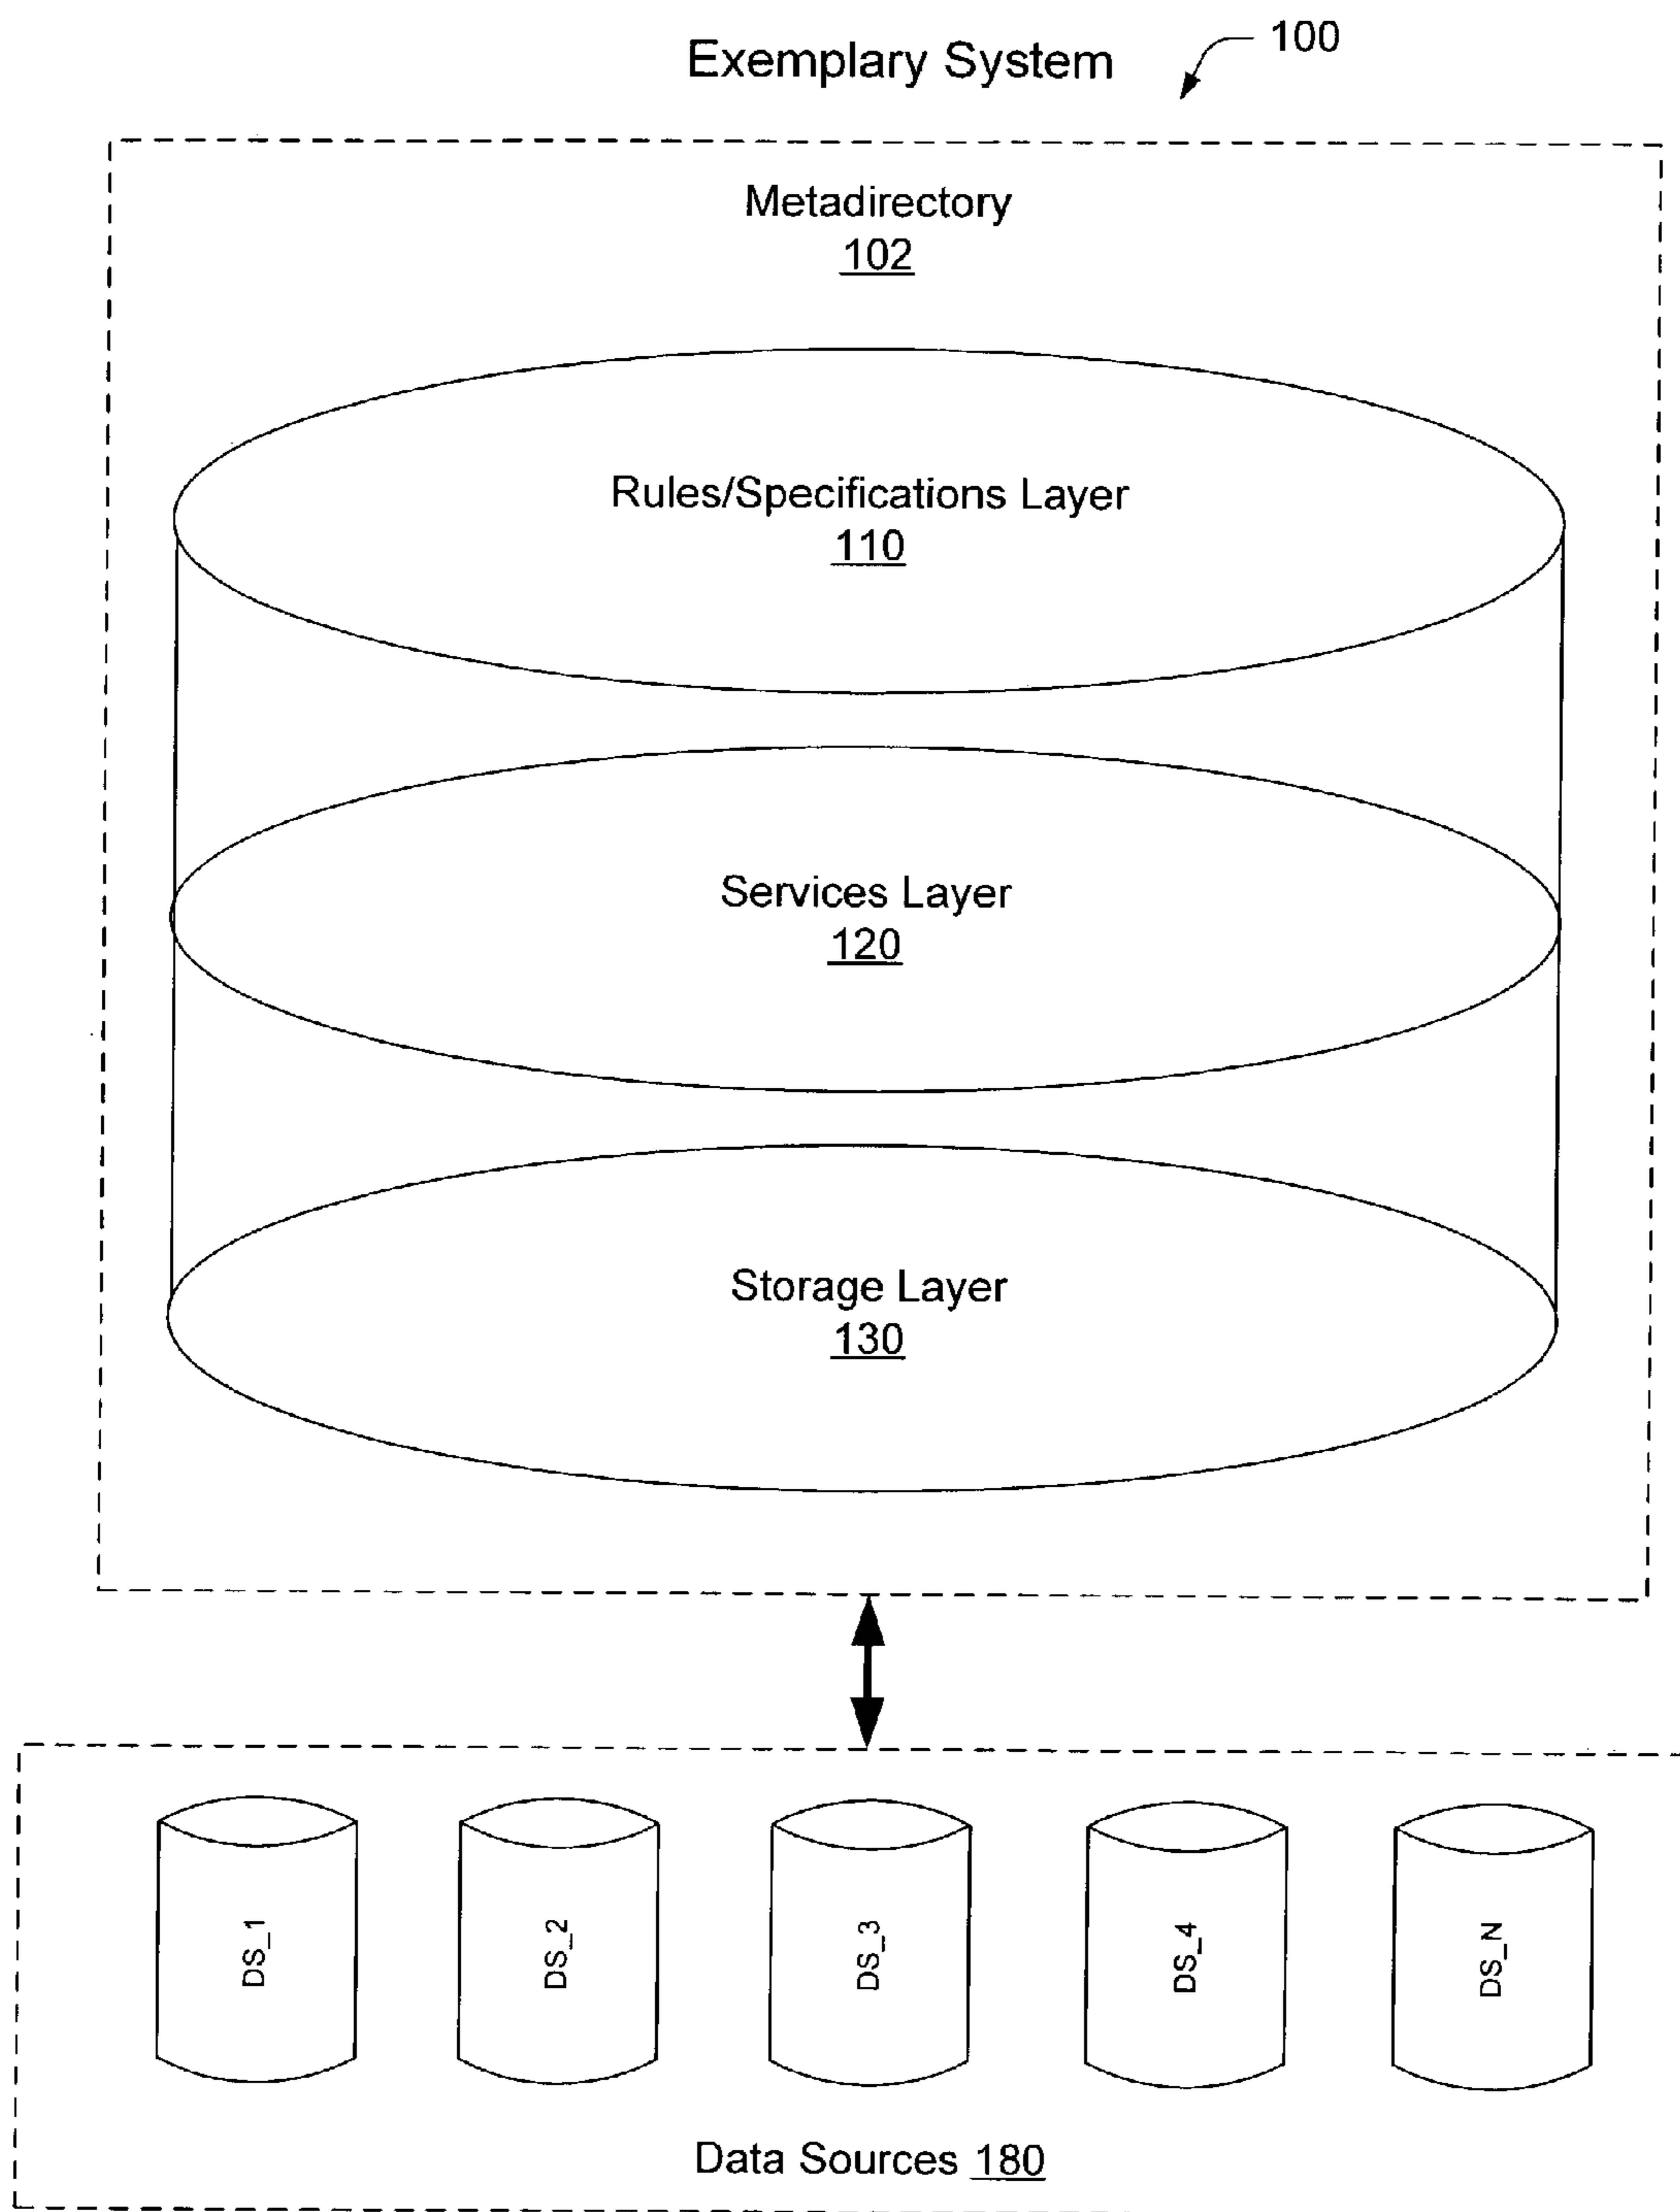 Exemplary System
100
Metadirectory
102
Rules/Specifications Layer
110
Services Layer
120
Storage Layer
130
DS_1
DS_2
DS_3
DS_4
DS_N
Data Sources 180